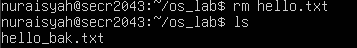 nuraisyah@secr2043:~/os_lab$ rm hello.txt
nuraisyah@secr2043:~/os_lab$ ls
hello_bak.txt